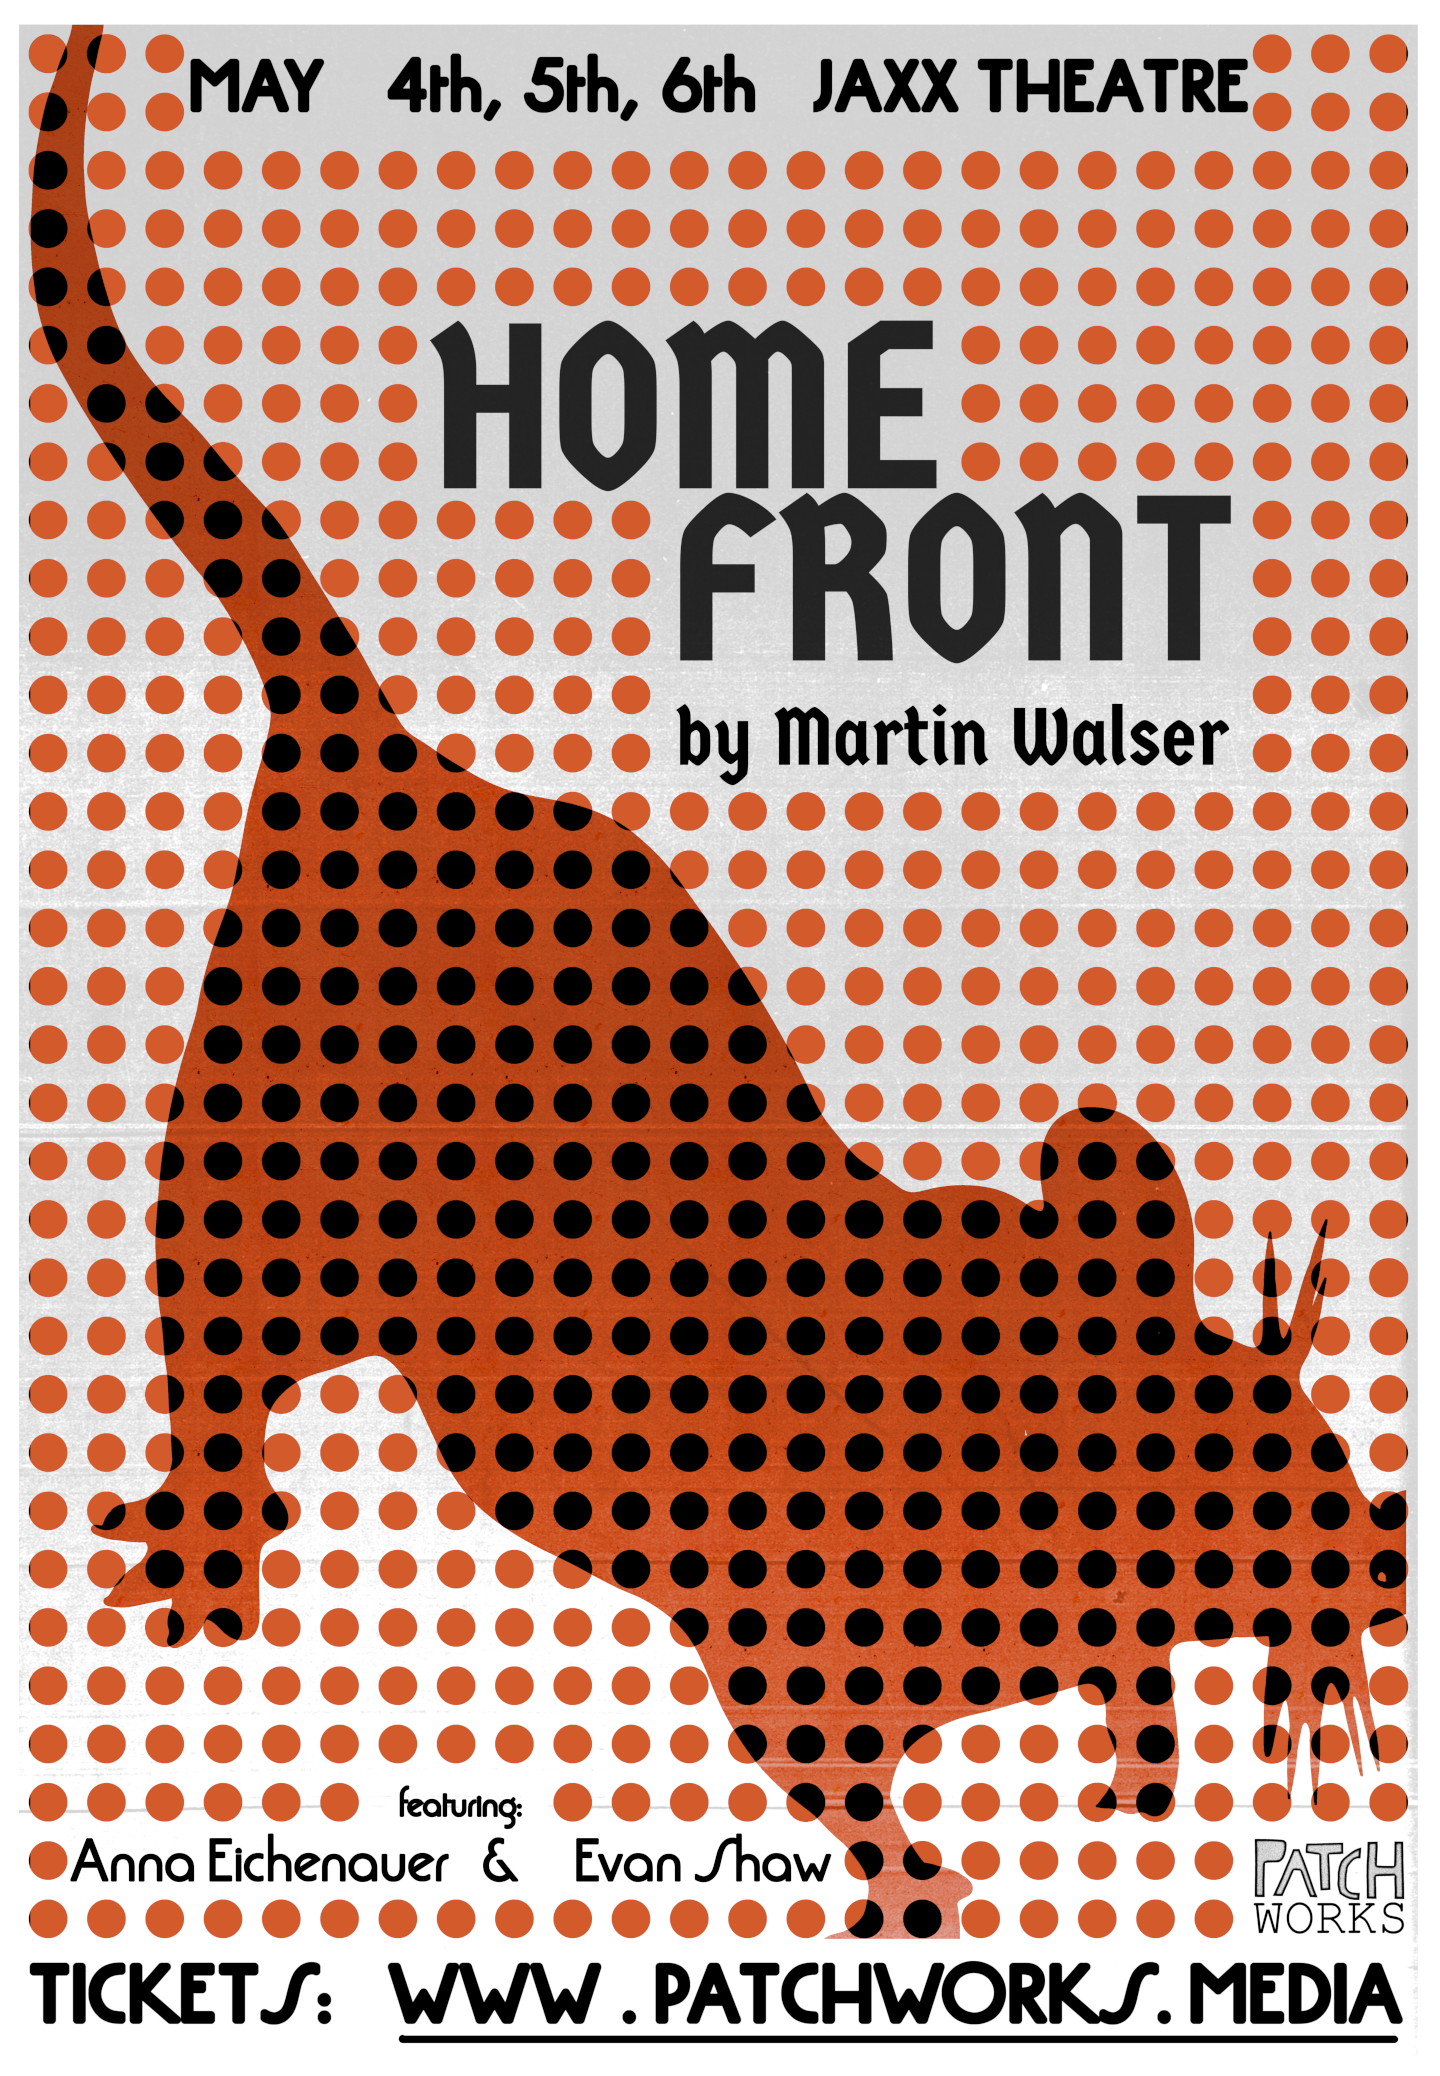 MAY 4th, 5th, 6th JAXX THEATRE
HOME
FRONT
by Martin Walser
featuring:
Anna Eichenauer & Evan Shaw
PATCH
WORKS
TICKETS: WWW.PATCHWORKS.MEDIA